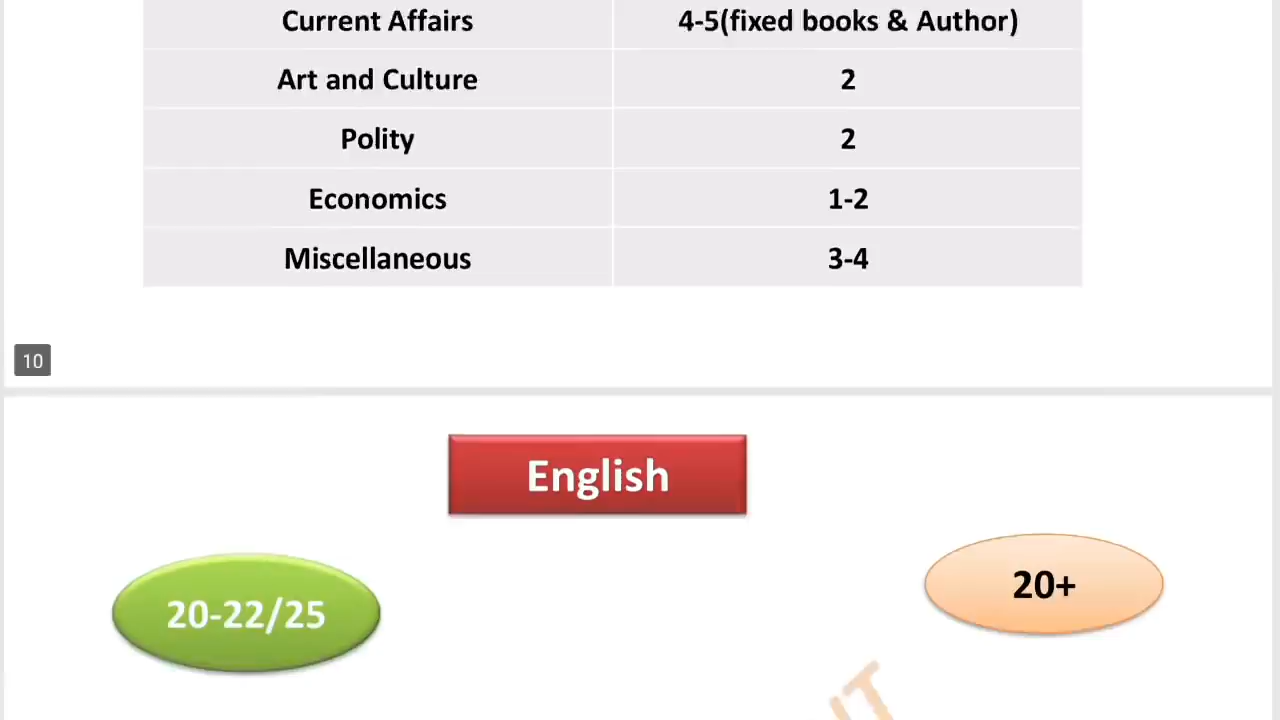 Current Affairs 4-5(fixed books & Author)
Art and Culture 2
Polity 2
Economics 1-2
Miscellaneous 3-4
10
English
20+
20-22/25